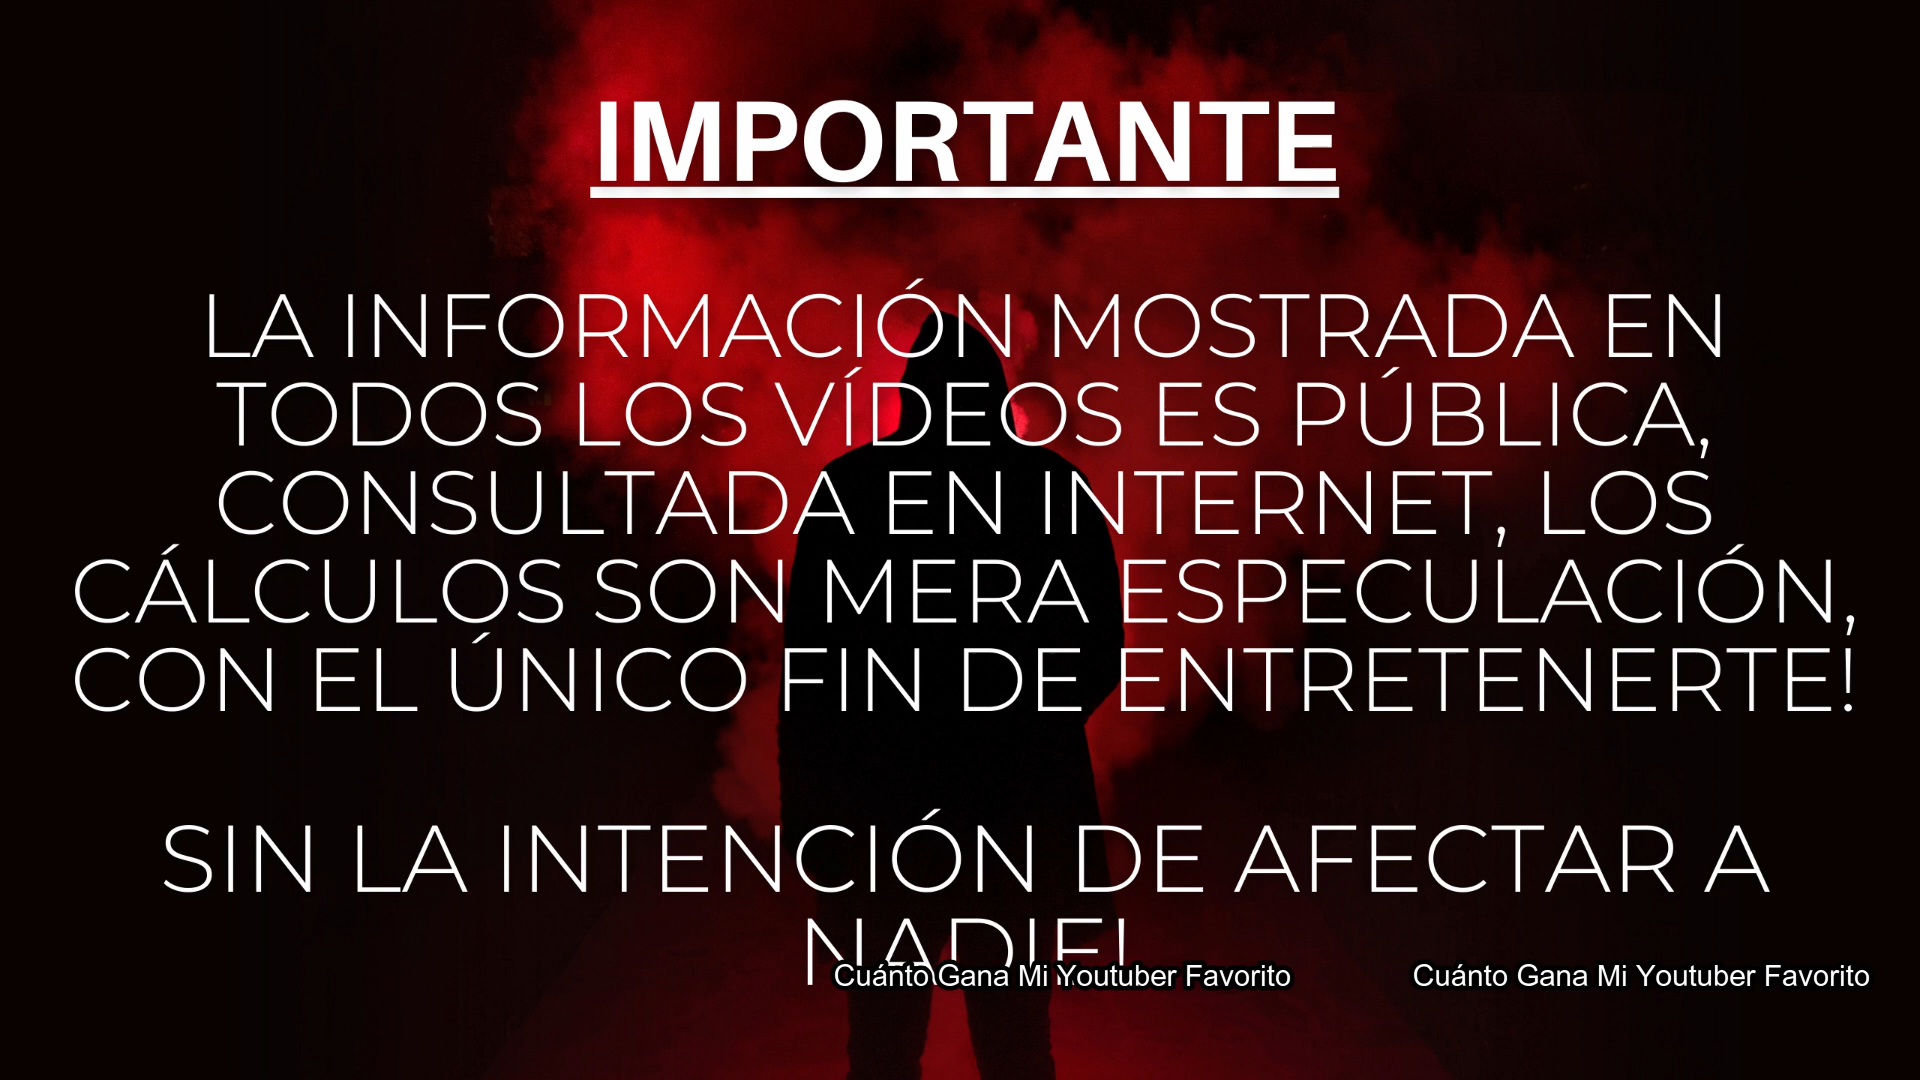 IMPORTANTE
LA INFORMACIÓN MOSTRADA EN
TODOS LOS VÍDEOS ES PÚBLICA,
CONSULTADA EN INTERNET, LOS
CÁLCULOS SON MERA ESPECULACIÓN,
CON EL ÚNICO FIN DE ENTRETENERTE!
SIN LA INTENCIÓN DE AFECTAR A
NADIE!
Cuánto Gana Mi Youtuber Favorito
Cuánto Gana Mi Youtuber Favorito